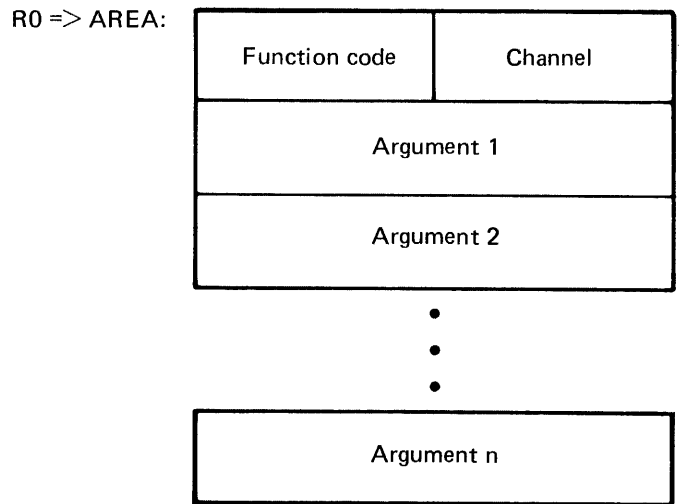 R0 => AREA:
Function code Channel
Argument 1
Argument 2
Argument n